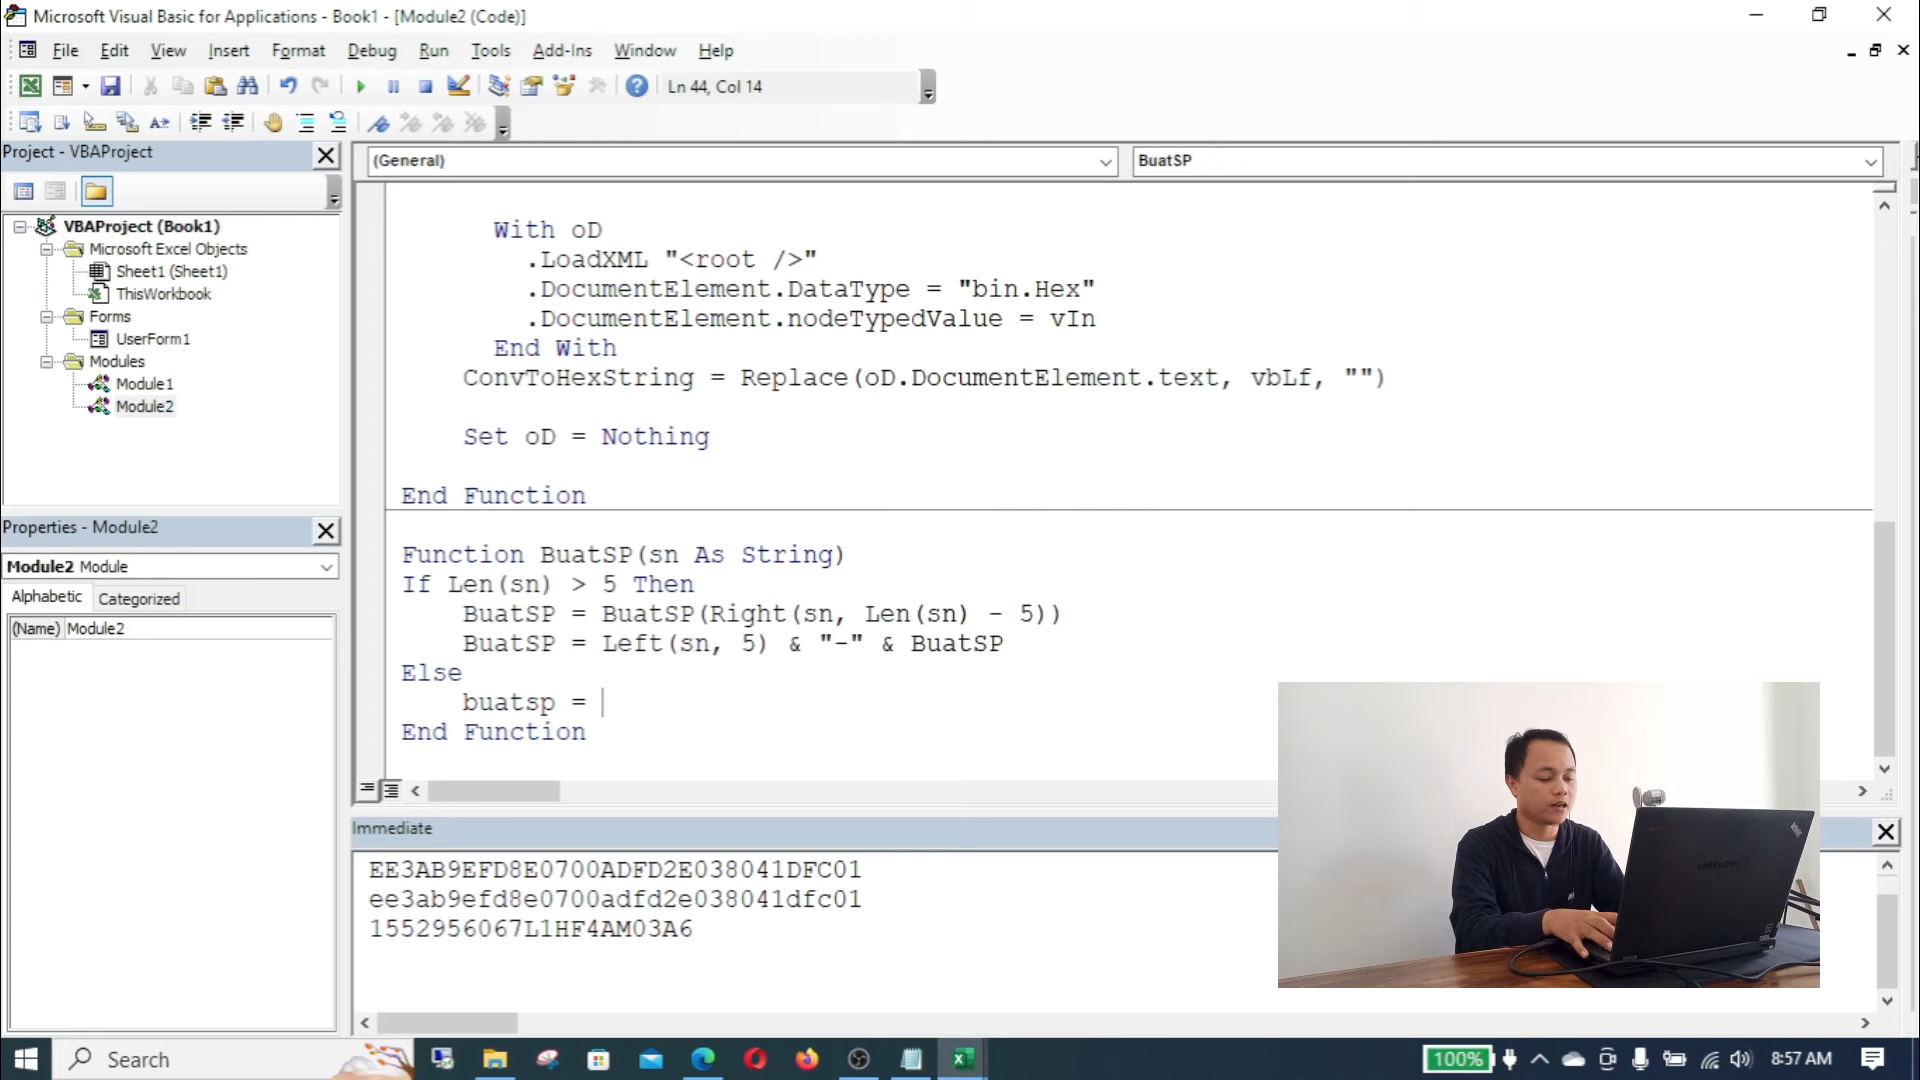 Microsoft Visual Basic for Applications - Book1 - [Module2 (Code)]
File Edit View Insert Format Debug Run Tools Add-Ins Window Help
Ln 44, Col 14
Project - VBAProject
(General)
BuatSP
VBAProject (Book1)
Microsoft Excel Objects
Sheet1 (Sheet1)
ThisWorkbook
Forms
UserForm1
Modules
Module1
Module2
Properties - Module2
Module2 Module
Alphabetic Categorized
(Name) Module2
With oD
.LoadXML "<root />"
.DocumentElement.DataType = "bin.Hex"
.DocumentElement.nodeTypedValue = vIn
End With
ConvToHexString = Replace(oD.DocumentElement.text, vbLf, "")
Set oD = Nothing
End Function
Function BuatSP(sn As String)
If Len(sn) > 5 Then
BuatSP = BuatSP(Right(sn, Len(sn) - 5))
BuatSP = Left(sn, 5) & "-" & BuatSP
Else
buatsp =
End Function
Immediate
EE3AB9EFD8E0700ADFD2E038041DFC01
ee3ab9efd8e0700adfd2e038041dfc01
1552956067L1HF4AM03A6
Search
100%
8:57 AM